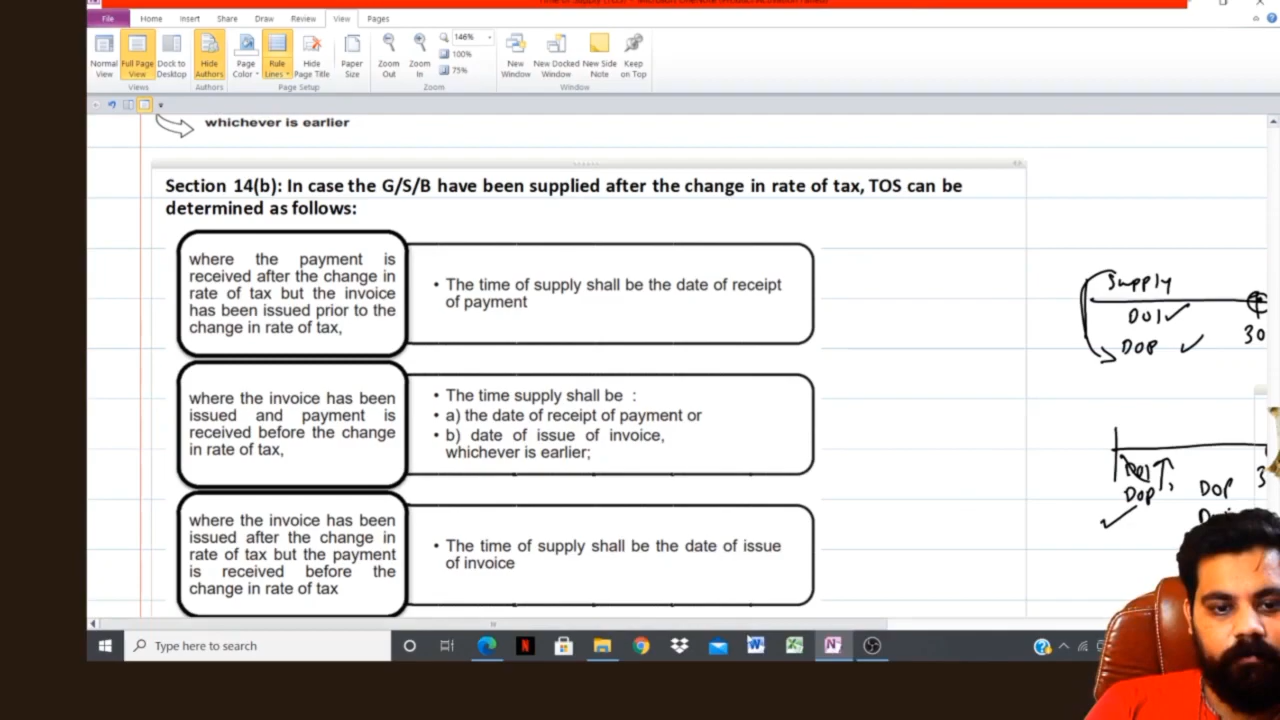 File Home Insert Share Draw Review View Pages
146%
100%
75%
Normal View
Full Page View
Dock to Desktop
Hide Authors
Page Color
Rule Lines
Hide Page Title
Paper Size
Zoom Out
Zoom In
New Window
New Docked Window
New Side Note
Keep on Top
Views Authors Page Setup Zoom Window
whichever is earlier
Section 14(b): In case the G/S/B have been supplied after the change in rate of tax, TOS can be
determined as follows:
where the payment is
received after the change in
rate of tax but the invoice
has been issued prior to the
change in rate of tax,
• The time of supply shall be the date of receipt
of payment
where the invoice has been
issued and payment is
received before the change
in rate of tax,
• The time supply shall be :
• a) the date of receipt of payment or
• b) date of issue of invoice,
whichever is earlier;
where the invoice has been
issued after the change in
rate of tax but the payment
is received before the
change in rate of tax
• The time of supply shall be the date of issue
of invoice
Supply
DOI
30
DOP
DOP
DOP
3
Type here to search